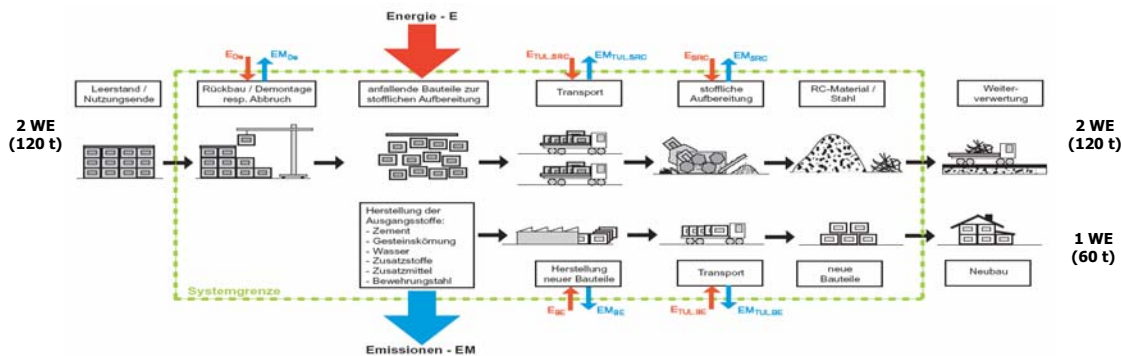 Energie - E
E_De
EM_De
E_TUL,SRC
EM_TUL,SRC
E_SRC
EM_SRC
Leerstand /
Nutzungsende
Rückbau / Demontage
resp. Abbruch
anfallende Bauteile zur
stofflichen Aufbereitung
Transport
stoffliche
Aufbereitung
RC-Material /
Stahl
Weiter-
verwertung
2 WE
(120 t)
2 WE
(120 t)
Herstellung der
Ausgangsstoffe:
- Zement
- Gesteinskörnung
- Wasser
- Zusatzstoffe
- Zusatzmittel
- Bewehrungstahl
1 WE
(60 t)
Herstellung
neuer Bauteile
Transport
neue
Bauteile
Neubau
Systemgrenze
E_BE
EM_BE
E_TUL,BE
EM_TUL,BE
Emissionen - EM